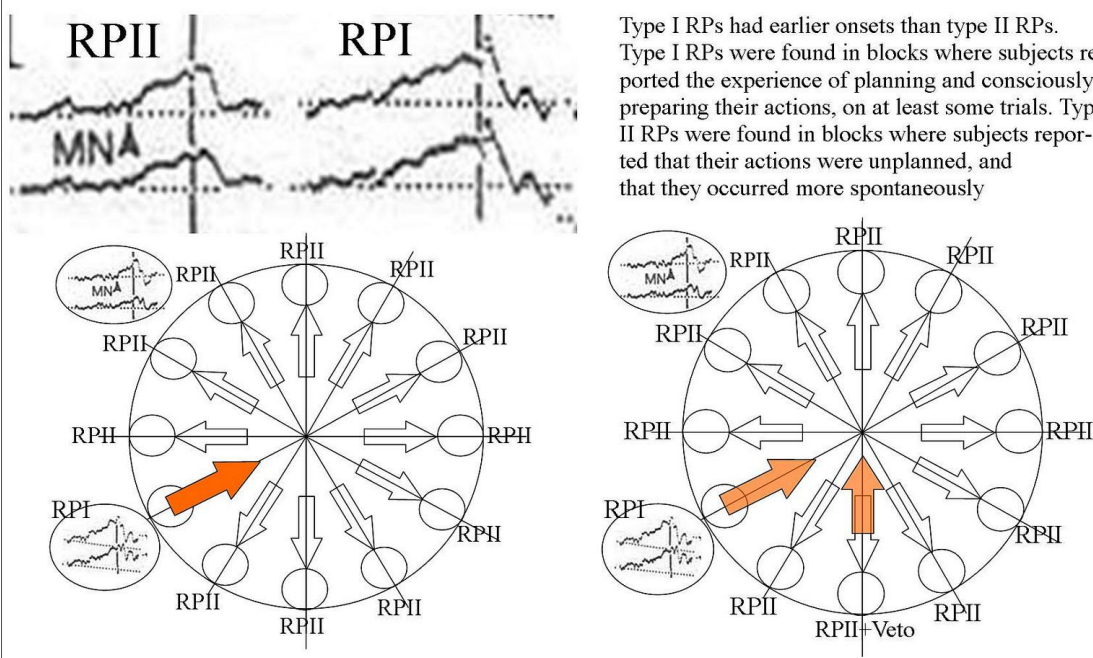 RPII
RPI
MNA
Type I RPs had earlier onsets than type II RPs.
Type I RPs were found in blocks where subjects re
ported the experience of planning and consciously
preparing their actions, on at least some trials. Typ
II RPs were found in blocks where subjects repor-
ted that their actions were unplanned, and
that they occurred more spontaneously
RPII
RPII
RPII
MNA
RPII
RPII
RPII
RPII
RPI
RPII
RPII
RPII
RPII
RPII
RPII
RPII
MNA
RPII
RPII
RPII
RPII
RPI
RPII
RPII
RPII
RPII+Veto